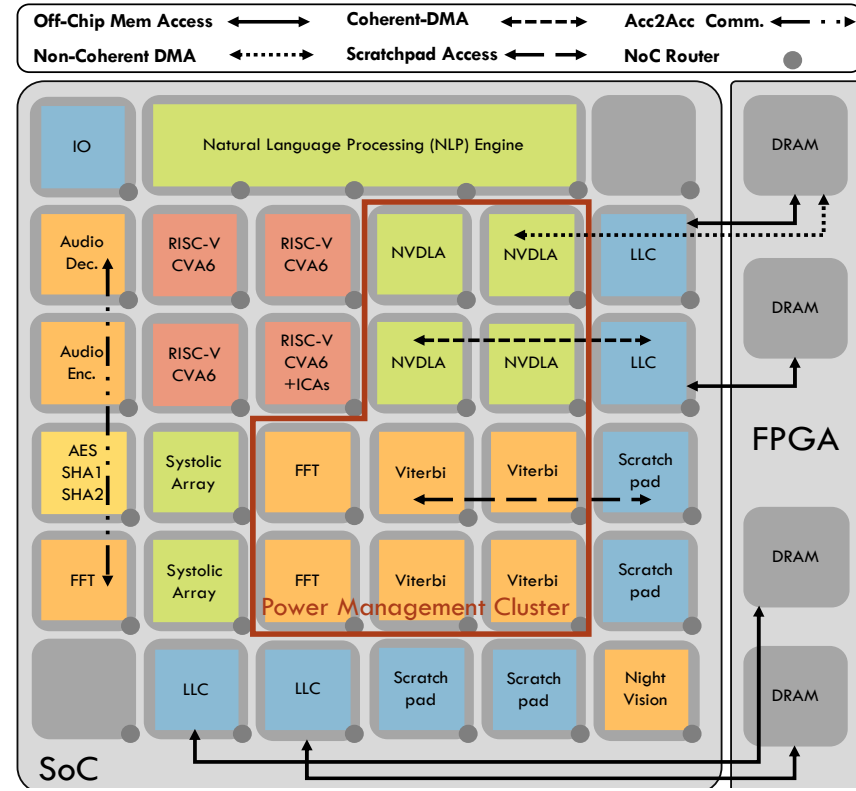 Off-Chip Mem Access
Coherent-DMA
Acc2Acc Comm.
Non-Coherent DMA
Scratchpad Access
NoC Router
IO
Natural Language Processing (NLP) Engine
DRAM
Audio
Dec.
RISC-V
CVA6
RISC-V
CVA6
NVDLA
NVDLA
LLC
DRAM
Audio
Enc.
RISC-V
CVA6
RISC-V
CVA6
+ICAs
NVDLA
NVDLA
LLC
FPGA
AES
SHA1
SHA2
Systolic
Array
FFT
Viterbi
Viterbi
Scratch
pad
DRAM
FFT
Systolic
Array
FFT
Viterbi
Viterbi
Scratch
pad
Power Management Cluster
LLC
LLC
Scratch
pad
Scratch
pad
Night
Vision
DRAM
SoC